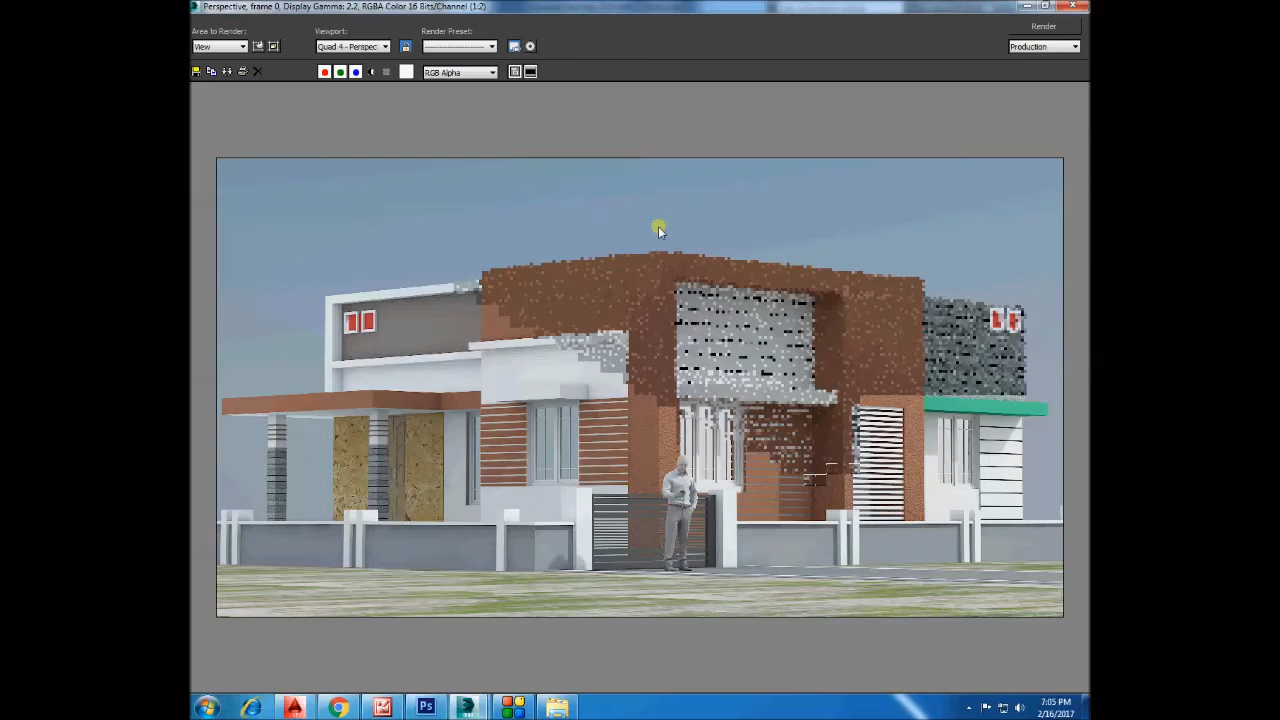 Perspective, frame 0, Display Gamma: 2.2, RGBA Color 16 Bits/Channel (1:2)
Area to Render:
Viewport:
Render Preset:
Render
View
Quad 4 - Perspec
--------------------
Production
RGB Alpha
Ps
7:05 PM
2/16/2017